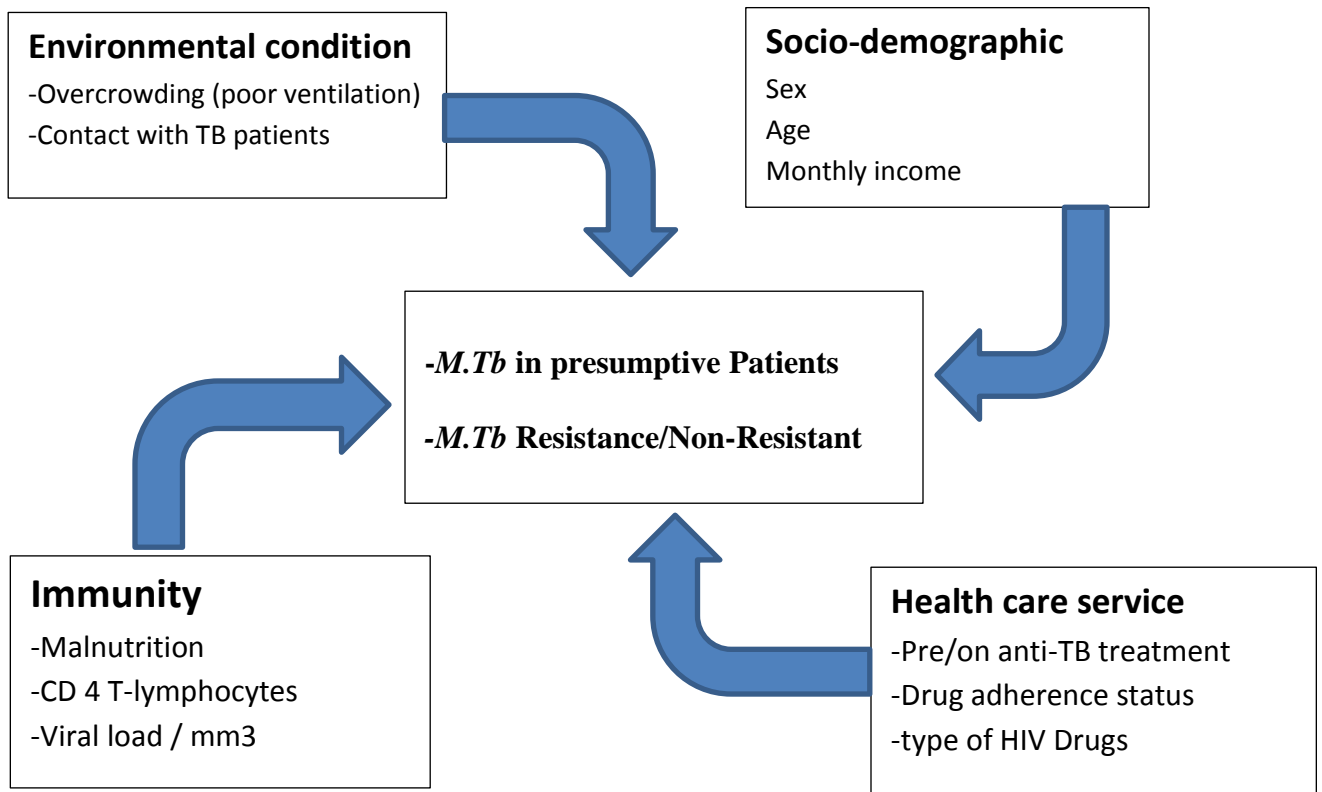 Environmental condition
-Overcrowding (poor ventilation)
-Contact with TB patients
Socio-demographic
Sex
Age
Monthly income
-M.Tb in presumptive Patients
-M.Tb Resistance/Non-Resistant
Immunity
-Malnutrition
-CD 4 T-lymphocytes
-Viral load / mm3
Health care service
-Pre/on anti-TB treatment
-Drug adherence status
-type of HIV Drugs